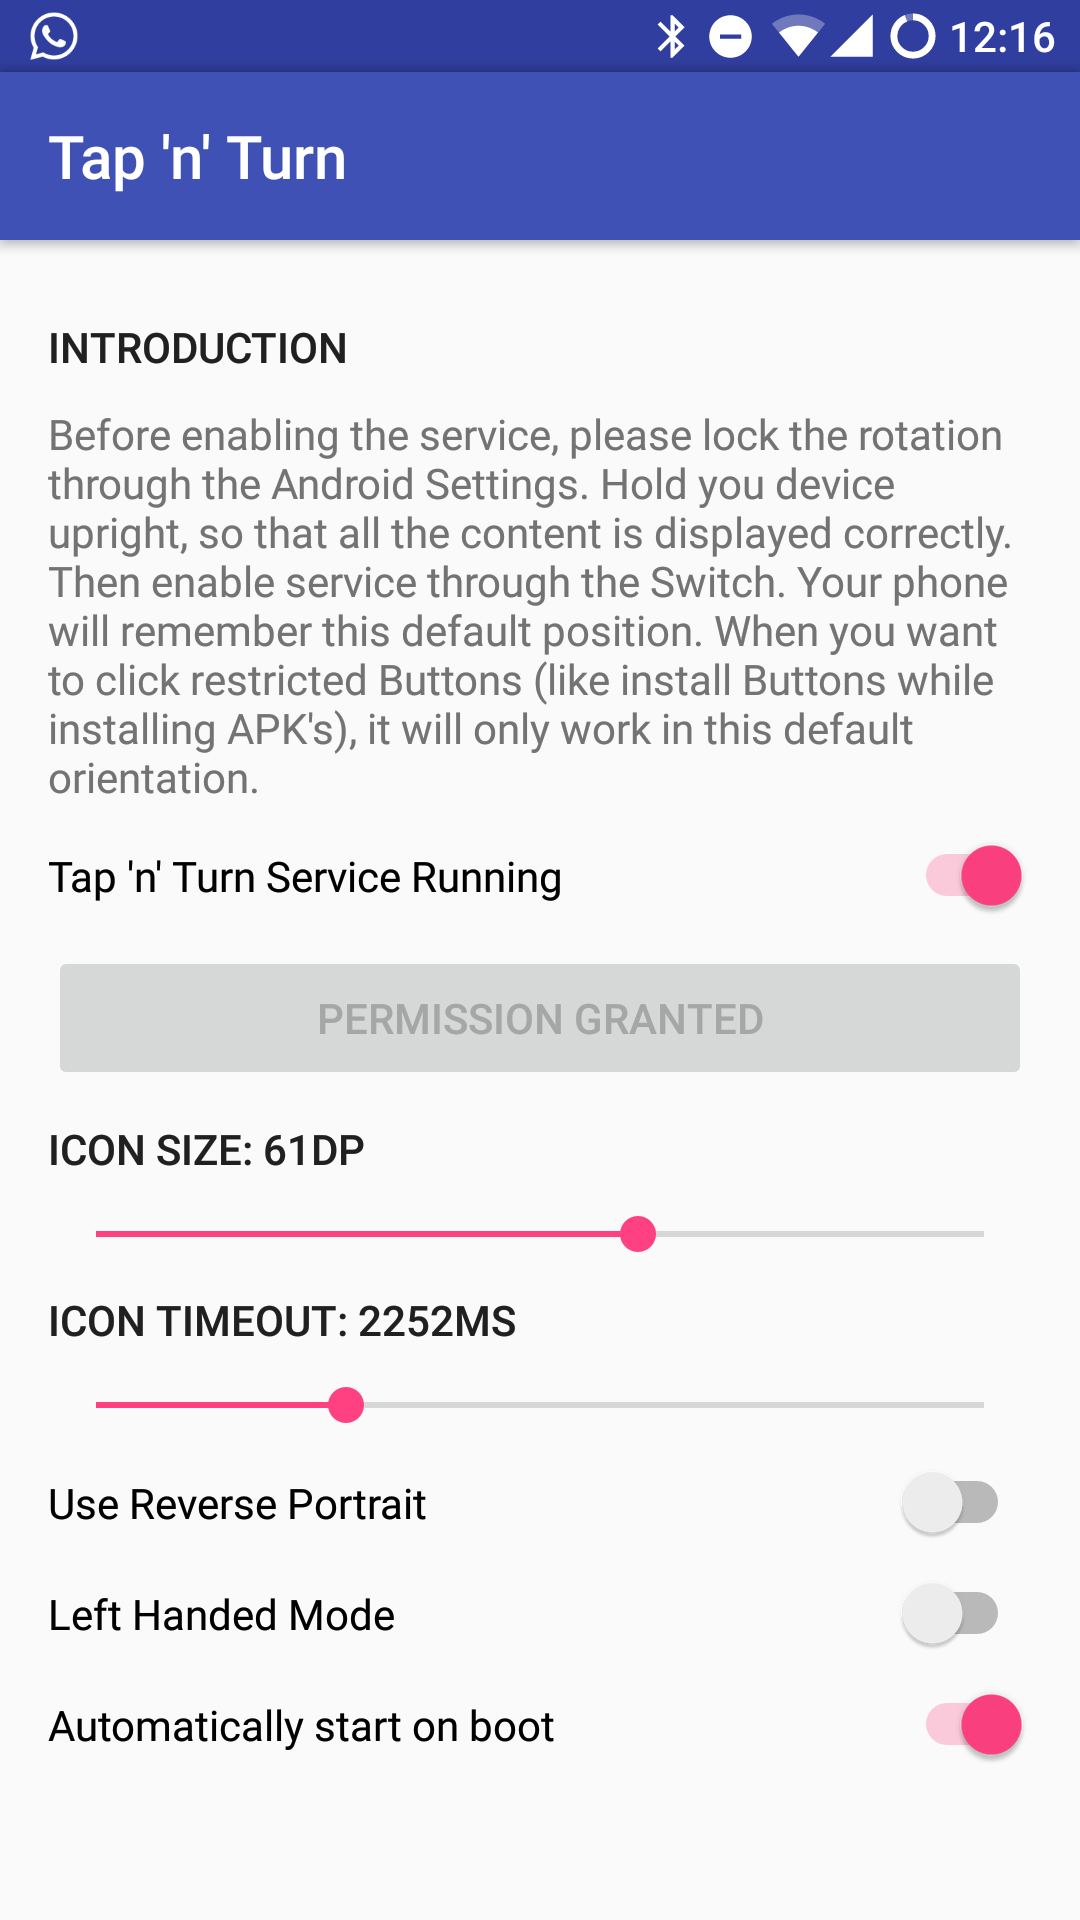 12:16
Tap 'n' Turn
INTRODUCTION
Before enabling the service, please lock the rotation
through the Android Settings. Hold you device
upright, so that all the content is displayed correctly.
Then enable service through the Switch. Your phone
will remember this default position. When you want
to click restricted Buttons (like install Buttons while
installing APK's), it will only work in this default
orientation.
Tap 'n' Turn Service Running
PERMISSION GRANTED
ICON SIZE: 61DP
ICON TIMEOUT: 2252MS
Use Reverse Portrait
Left Handed Mode
Automatically start on boot